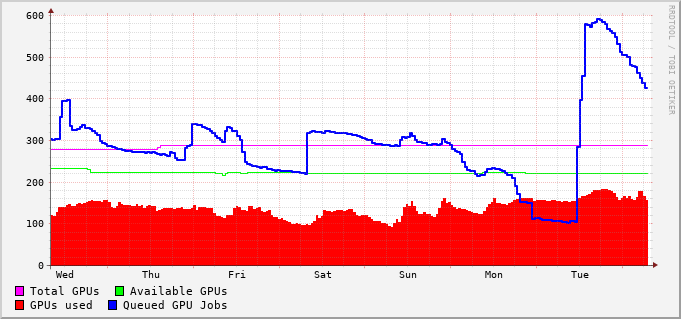 600
500
400
300
200
100
0
Wed Thu Fri Sat Sun Mon Tue
Total GPUs Available GPUs
GPUs used Queued GPU Jobs
RRDTOOL / TOBI OETIKER